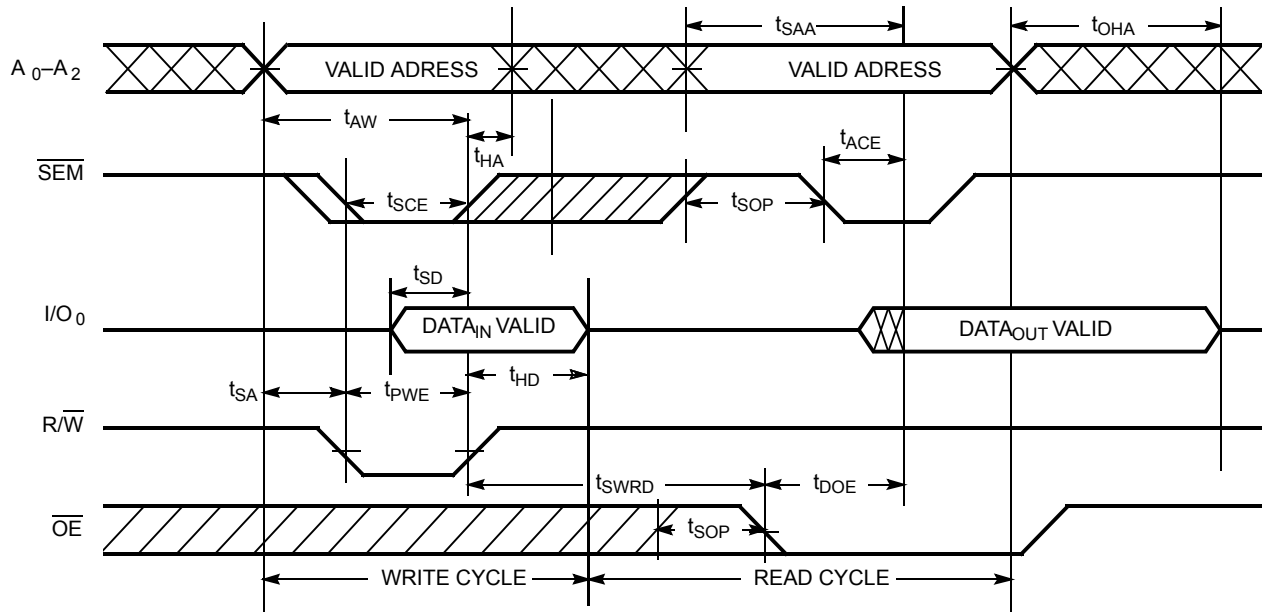 tSAA
tOHA
A0–A2
VALID ADRESS
VALID ADRESS
tAW
tHA
tACE
SEM
tSCE
tSOP
tSD
I/O0
DATAIN VALID
DATAOUT VALID
tSA
tPWE
tHD
R/W
tSWRD
tDOE
OE
tSOP
WRITE CYCLE
READ CYCLE